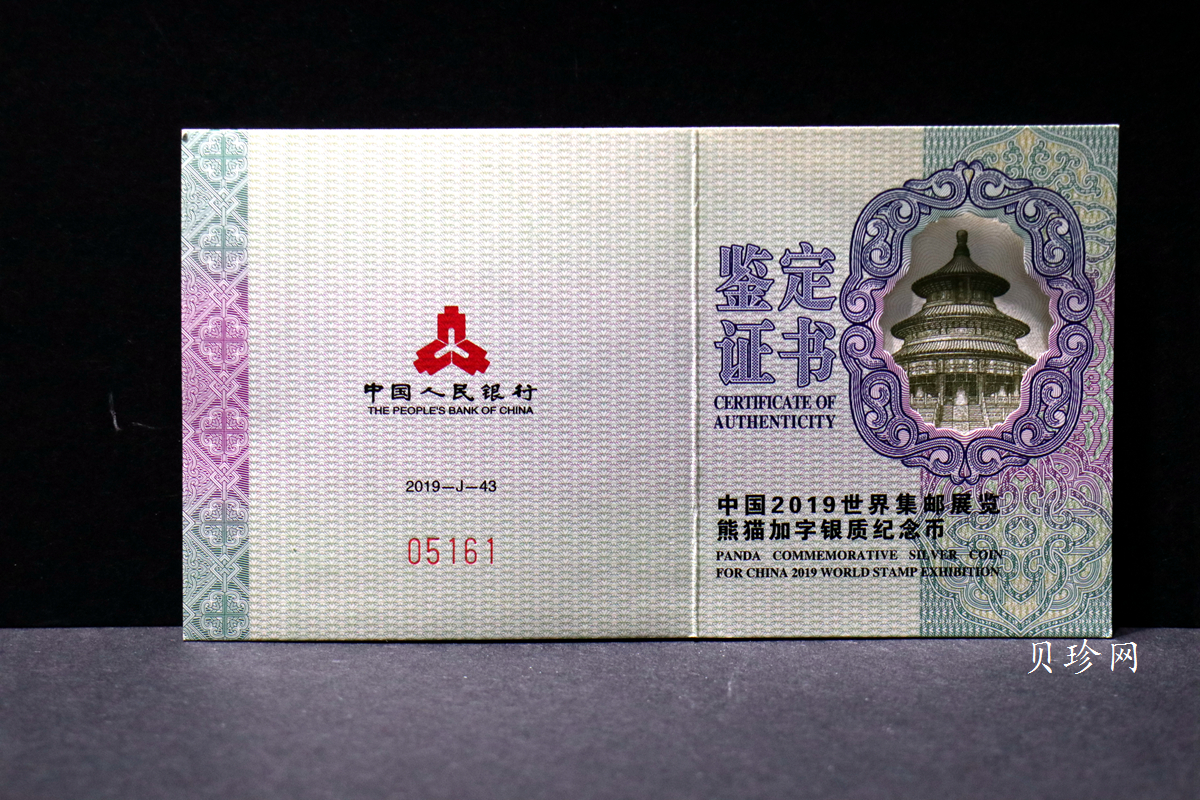 中国人民银行
THE PEOPLE'S BANK OF CHINA
2019—J—43
05161
鉴定
证书
CERTIFICATE OF
AUTHENTICITY
中国2019世界集邮展览
熊猫加字银质纪念币
PANDA COMMEMORATIVE SILVER COIN
FOR CHINA 2019 WORLD STAMP EXHIBITION
贝珍网